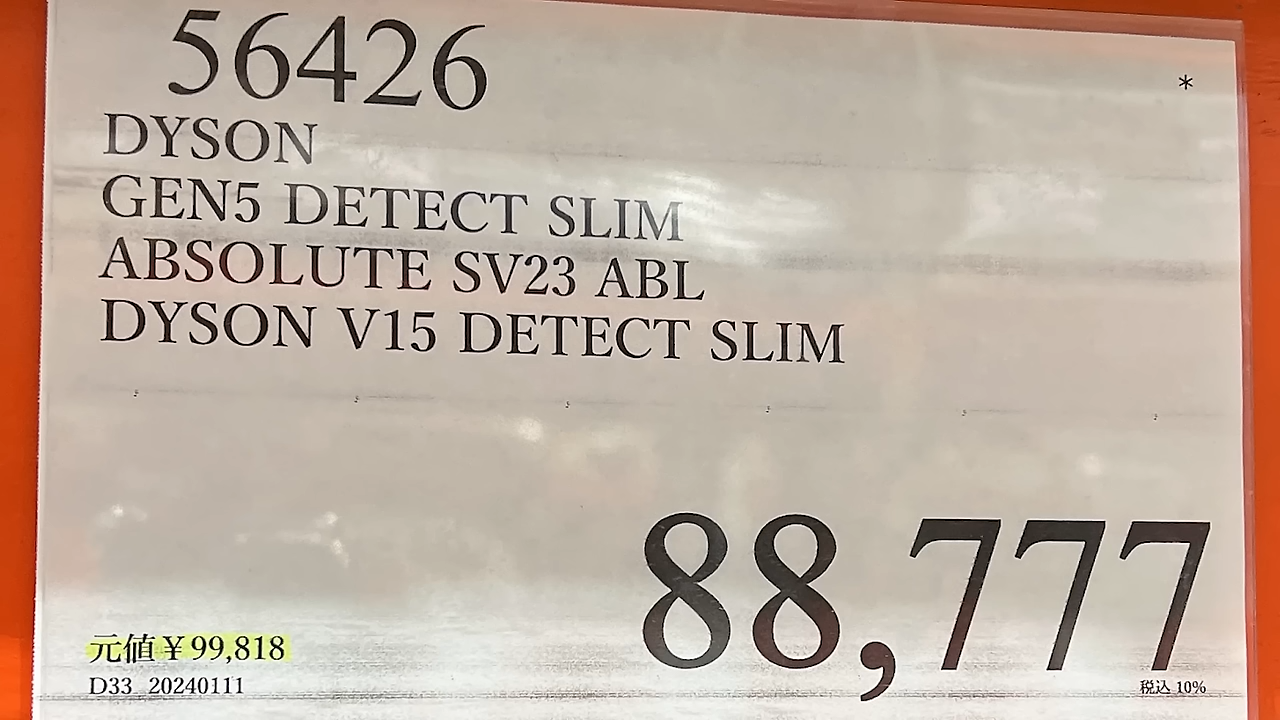 56426
*
DYSON
GEN5 DETECT SLIM
ABSOLUTE SV23 ABL
DYSON V15 DETECT SLIM
88,777
元値¥99,818
D33 20240111
税込 10%